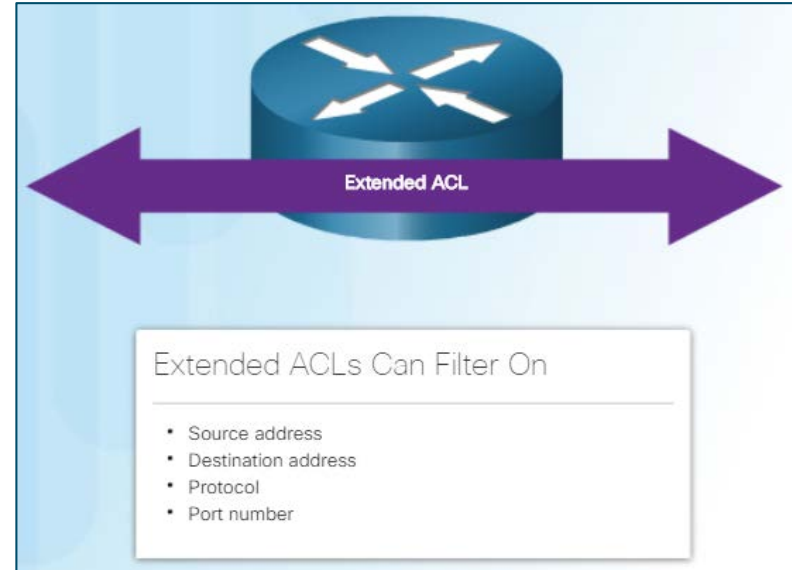 Extended ACL
Extended ACLs Can Filter On
• Source address
• Destination address
• Protocol
• Port number